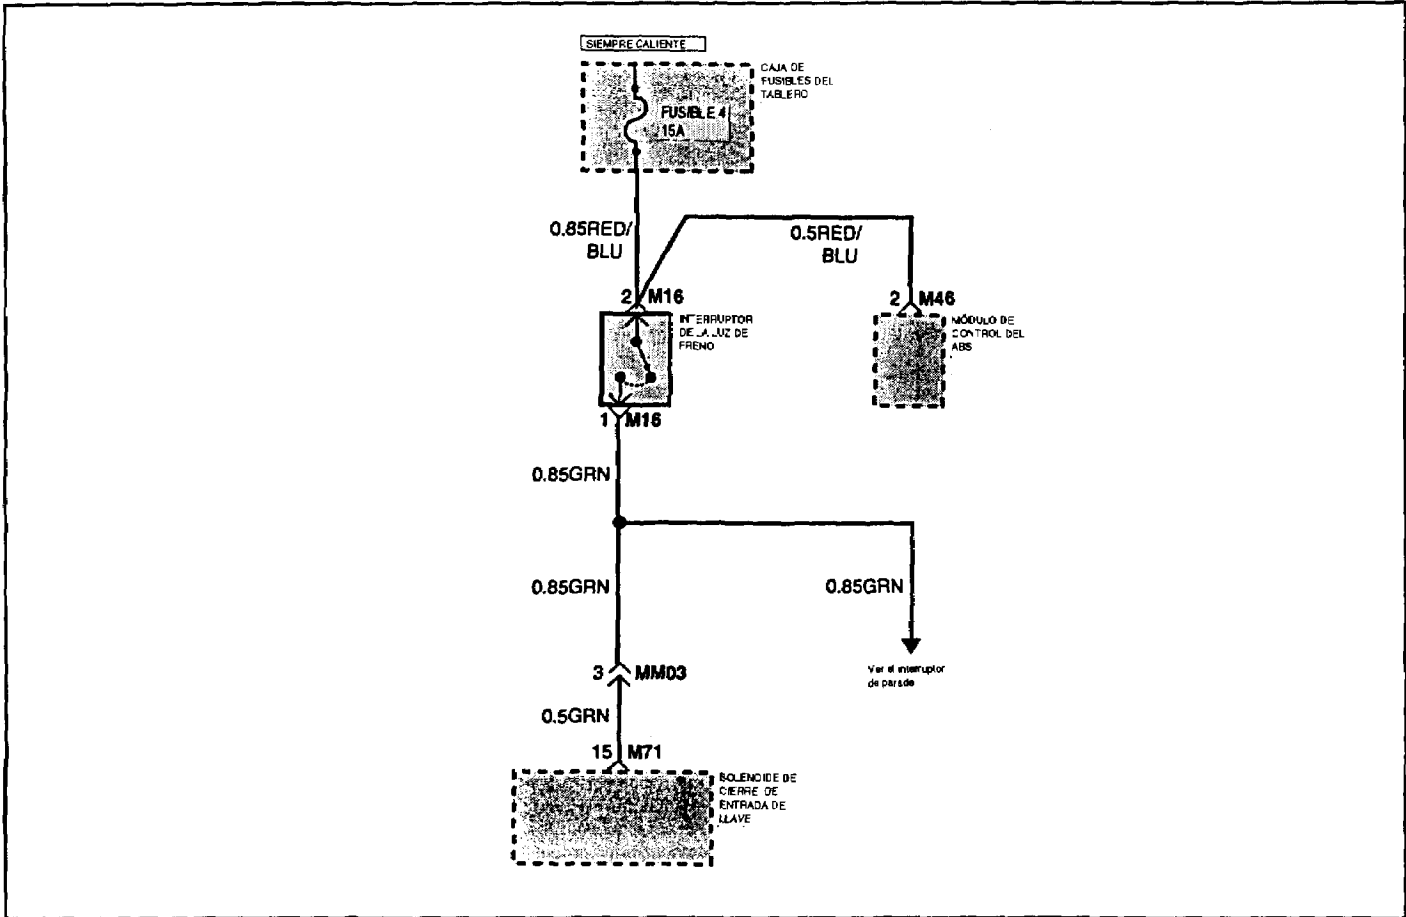 SIEMPRE CALIENTE
CAJA DE
FUSIBLES DEL
TABLERO
FUSIBLE 4
15A
0.85RED/
BLU
0.5RED/
BLU
2 M16
2 M46
INTERRUPTOR
DE LA LUZ DE
FRENO
MÓDULO DE
CONTROL DEL
ABS
1 M16
0.85GRN
0.85GRN
0.85GRN
Ver el interruptor
de parada
3 MM03
0.5GRN
15 M71
SOLENOIDE DE
CIERRE DE
ENTRADA DE
LLAVE